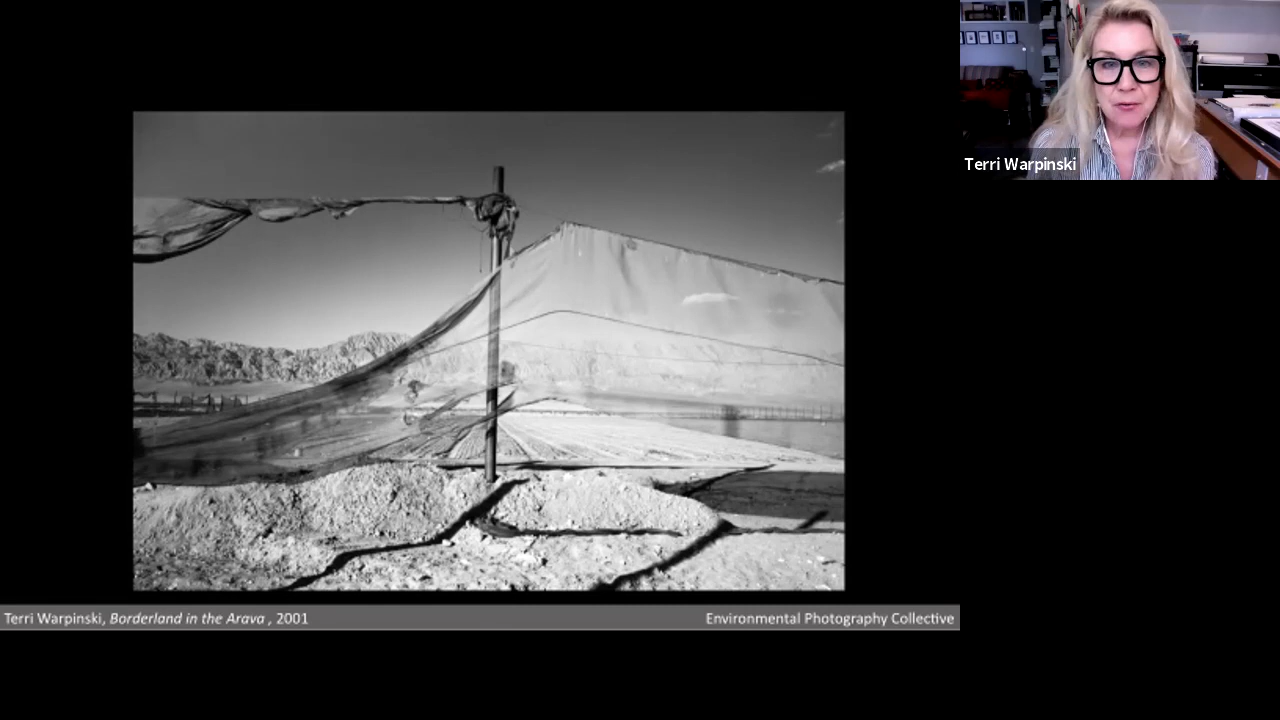 Terri Warpinski
Terri Warpinski, Borderland in the Arava , 2001
Environmental Photography Collective